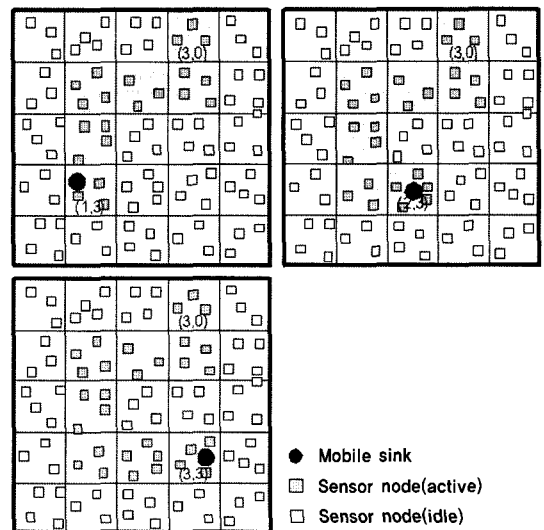 (3,0)
(1,3)
(3,0)
(2,3)
(3,0)
(3,3)
Mobile sink
Sensor node(active)
Sensor node(idle)